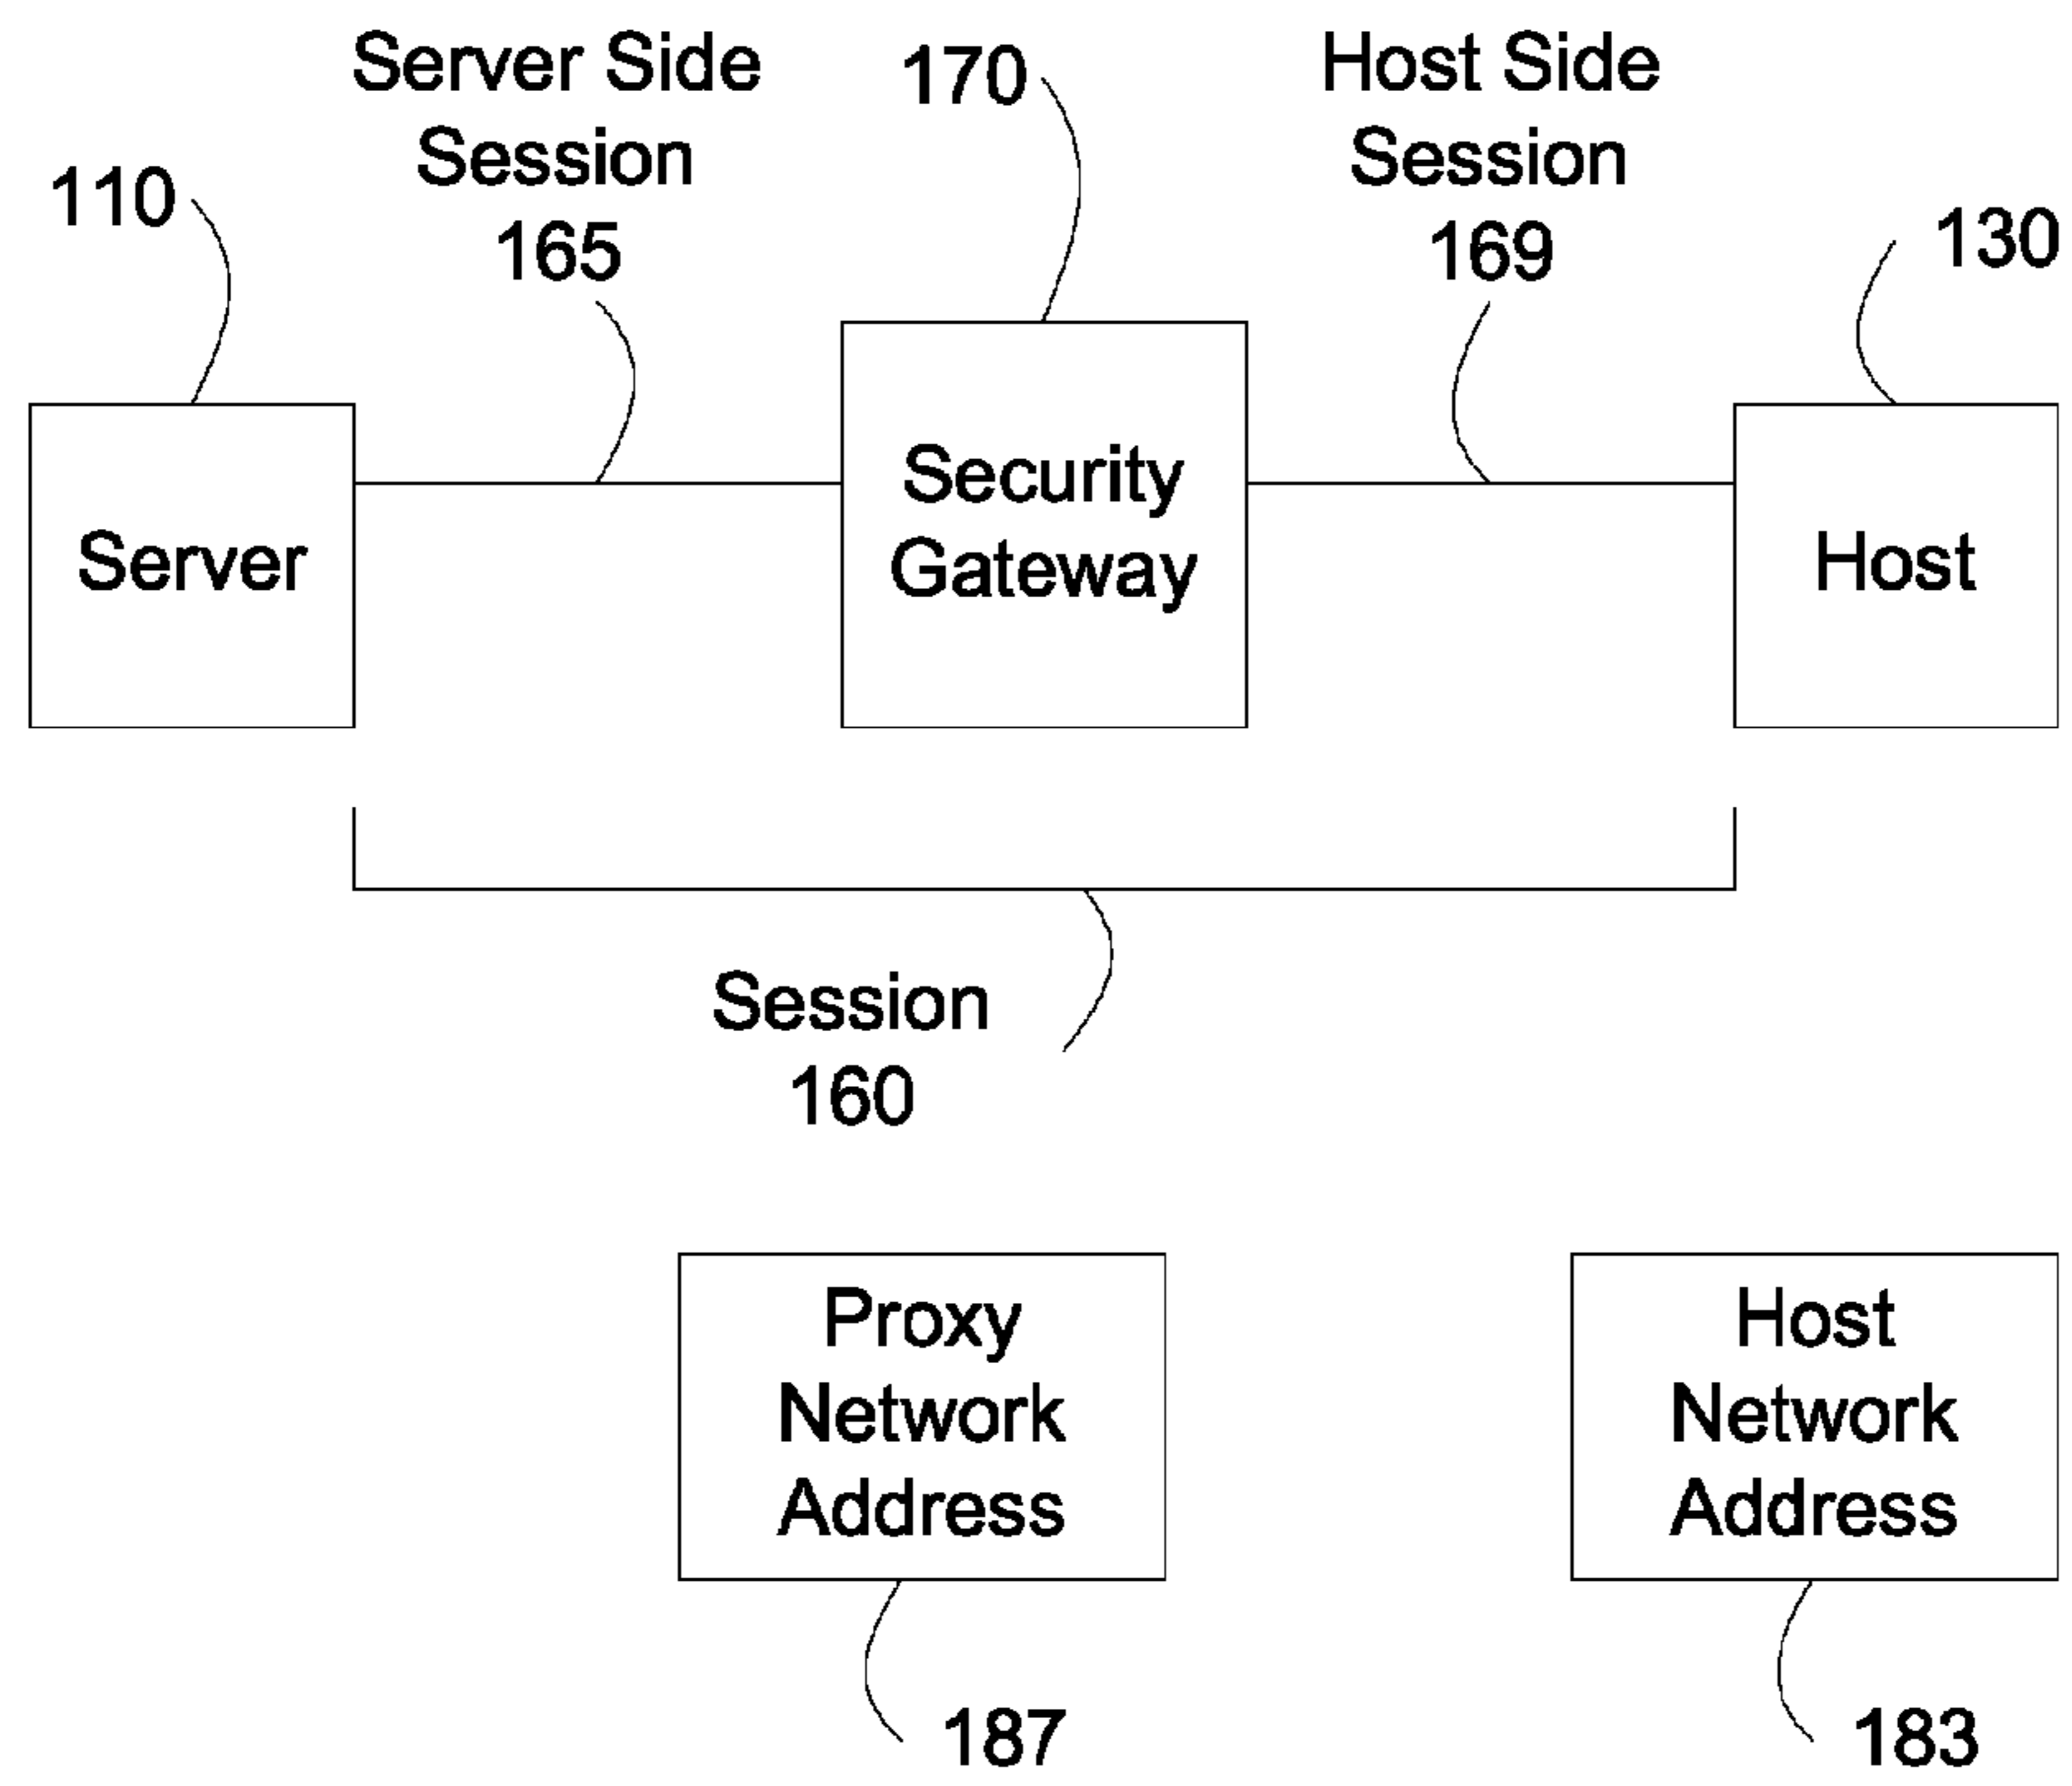 Server Side
Session
165
170
Host Side
Session
169
110
130
Server
Security
Gateway
Host
Session
160
Proxy
Network
Address
Host
Network
Address
187
183